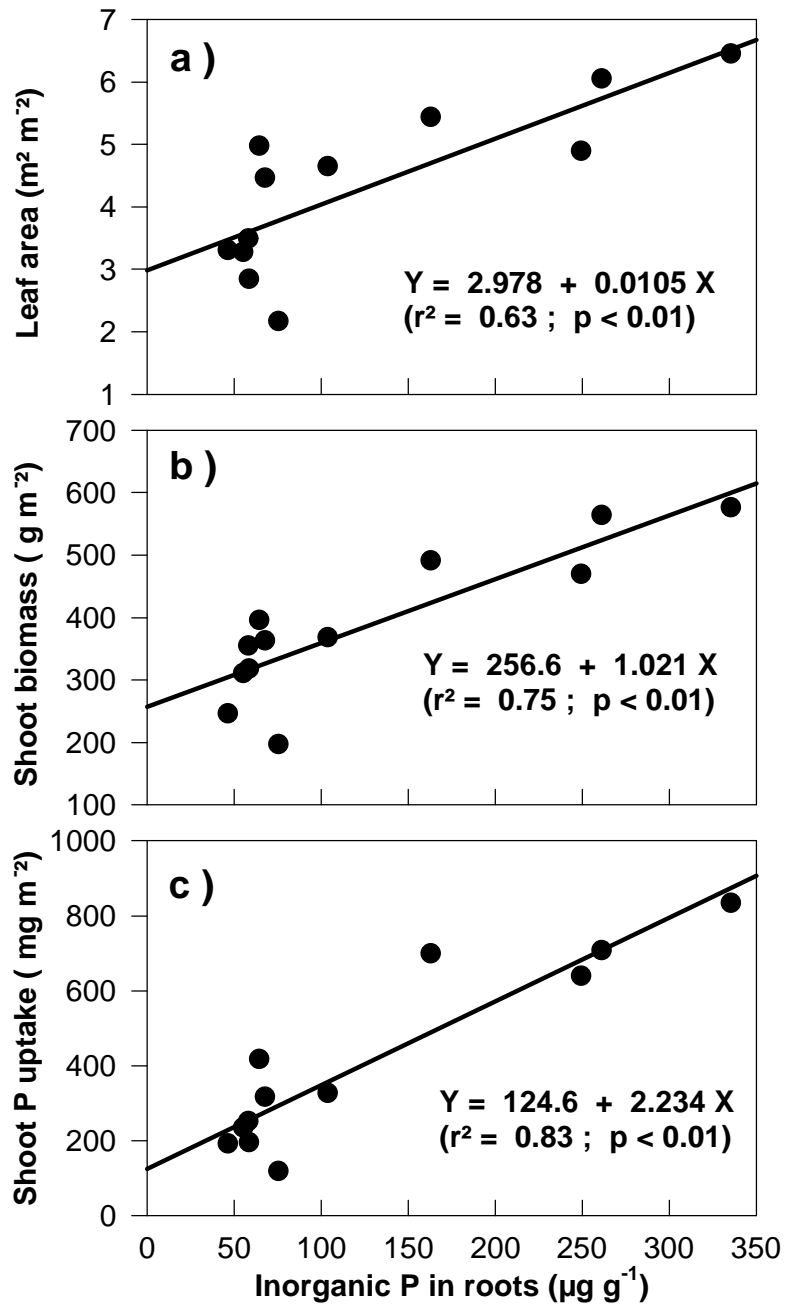 a )
7
6
5
4
3
2
1
Leaf area (m² m⁻²)
Y = 2.978 + 0.0105 X
(r² = 0.63 ; p < 0.01)
b )
700
600
500
400
300
200
100
Shoot biomass ( g m⁻²)
Y = 256.6 + 1.021 X
(r² = 0.75 ; p < 0.01)
c )
1000
800
600
400
200
0
Shoot P uptake ( mg m⁻²)
Y = 124.6 + 2.234 X
(r² = 0.83 ; p < 0.01)
0 50 100 150 200 250 300 350
Inorganic P in roots (µg g⁻¹)